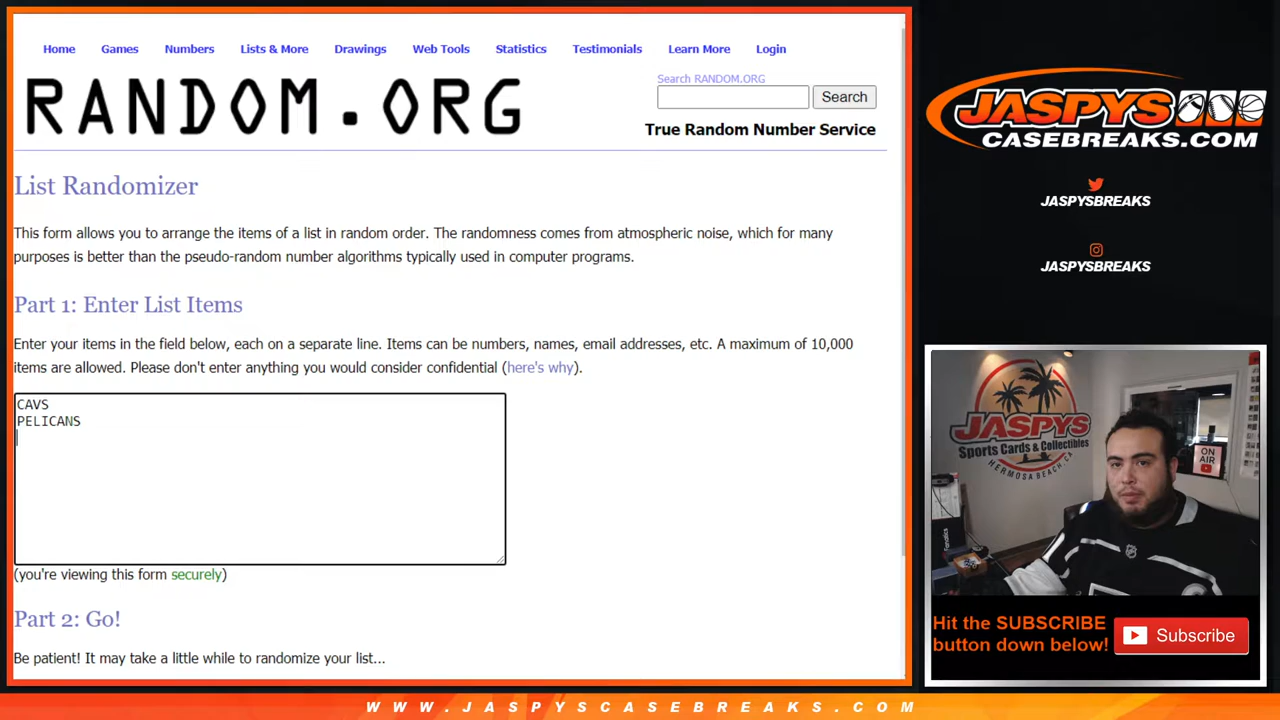 Home Games Numbers Lists & More Drawings Web Tools Statistics Testimonials Learn More Login
RANDOM.ORG
Search RANDOM.ORG
Search
True Random Number Service
List Randomizer
This form allows you to arrange the items of a list in random order. The randomness comes from atmospheric noise, which for many
purposes is better than the pseudo-random number algorithms typically used in computer programs.
Part 1: Enter List Items
Enter your items in the field below, each on a separate line. Items can be numbers, names, email addresses, etc. A maximum of 10,000
items are allowed. Please don't enter anything you would consider confidential (here's why).
CAVS
PELICANS
(you're viewing this form securely)
Part 2: Go!
Be patient! It may take a little while to randomize your list...
JASPYS
CASEBREAKS.COM
JASPYSBREAKS
JASPYSBREAKS
JASPYS
Sports Cards & Collectibles
HERMOSA BEACH, CA
ON
AIR
Fanatics
Hit the SUBSCRIBE
button down below!
Subscribe
WWW.JASPYSCASEBREAKS.COM